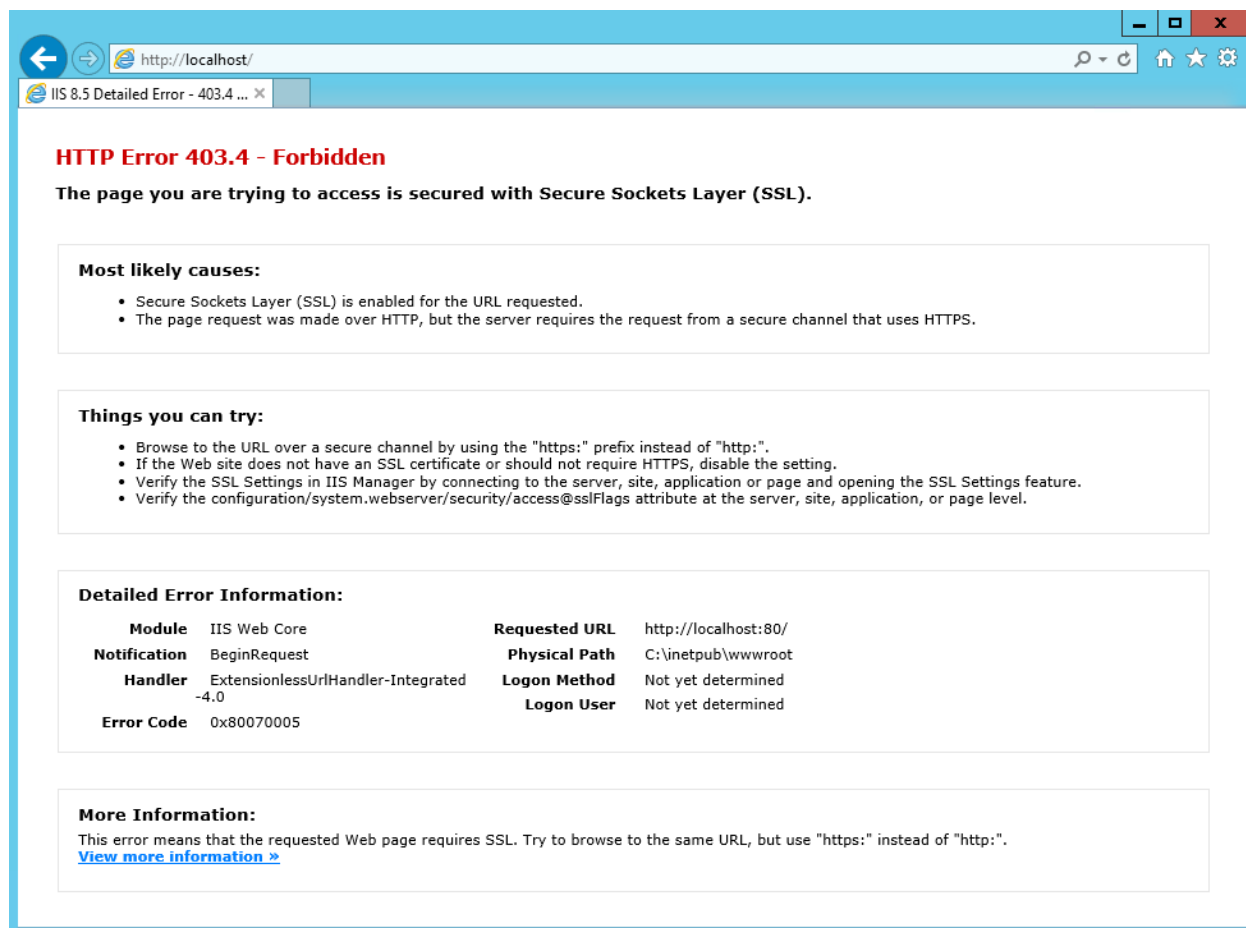 http://localhost/
IIS 8.5 Detailed Error - 403.4 ...
HTTP Error 403.4 - Forbidden
The page you are trying to access is secured with Secure Sockets Layer (SSL).
Most likely causes:
• Secure Sockets Layer (SSL) is enabled for the URL requested.
• The page request was made over HTTP, but the server requires the request from a secure channel that uses HTTPS.
Things you can try:
• Browse to the URL over a secure channel by using the "https:" prefix instead of "http:".
• If the Web site does not have an SSL certificate or should not require HTTPS, disable the setting.
• Verify the SSL Settings in IIS Manager by connecting to the server, site, application or page and opening the SSL Settings feature.
• Verify the configuration/system.webserver/security/access@sslFlags attribute at the server, site, application, or page level.
Detailed Error Information:
Module IIS Web Core
Notification BeginRequest
Handler ExtensionlessUrlHandler-Integrated
-4.0
Error Code 0x80070005
Requested URL http://localhost:80/
Physical Path C:\inetpub\wwwroot
Logon Method Not yet determined
Logon User Not yet determined
More Information:
This error means that the requested Web page requires SSL. Try to browse to the same URL, but use "https:" instead of "http:".
View more information »